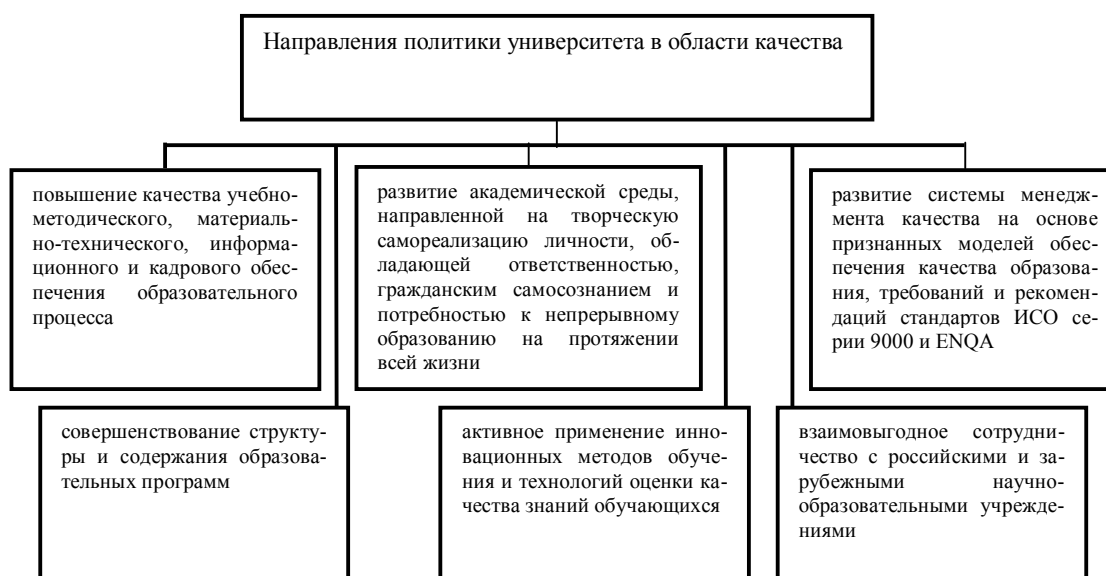 Направления политики университета в области качества
повышение качества учебно-
методического, материаль-
но-технического, информа-
ционного и кадрового обес-
печения образовательного
процесса
развитие академической среды,
направленной на творческую
самореализацию личности, об-
ладающей ответственностью,
гражданским самосознанием и
потребностью к непрерывному
образованию на протяжении
всей жизни
развитие системы менедж-
мента качества на основе
признанных моделей обес-
печения качества образова-
ния, требований и рекомен-
даций стандартов ИСО се-
рии 9000 и ENQA
совершенствование структу-
ры и содержания образова-
тельных программ
активное применение инно-
вационных методов обуче-
ния и технологий оценки ка-
чества знаний обучающихся
взаимовыгодное сотрудни-
чество с российскими и за-
рубежными научно-
образовательными учрежде-
ниями